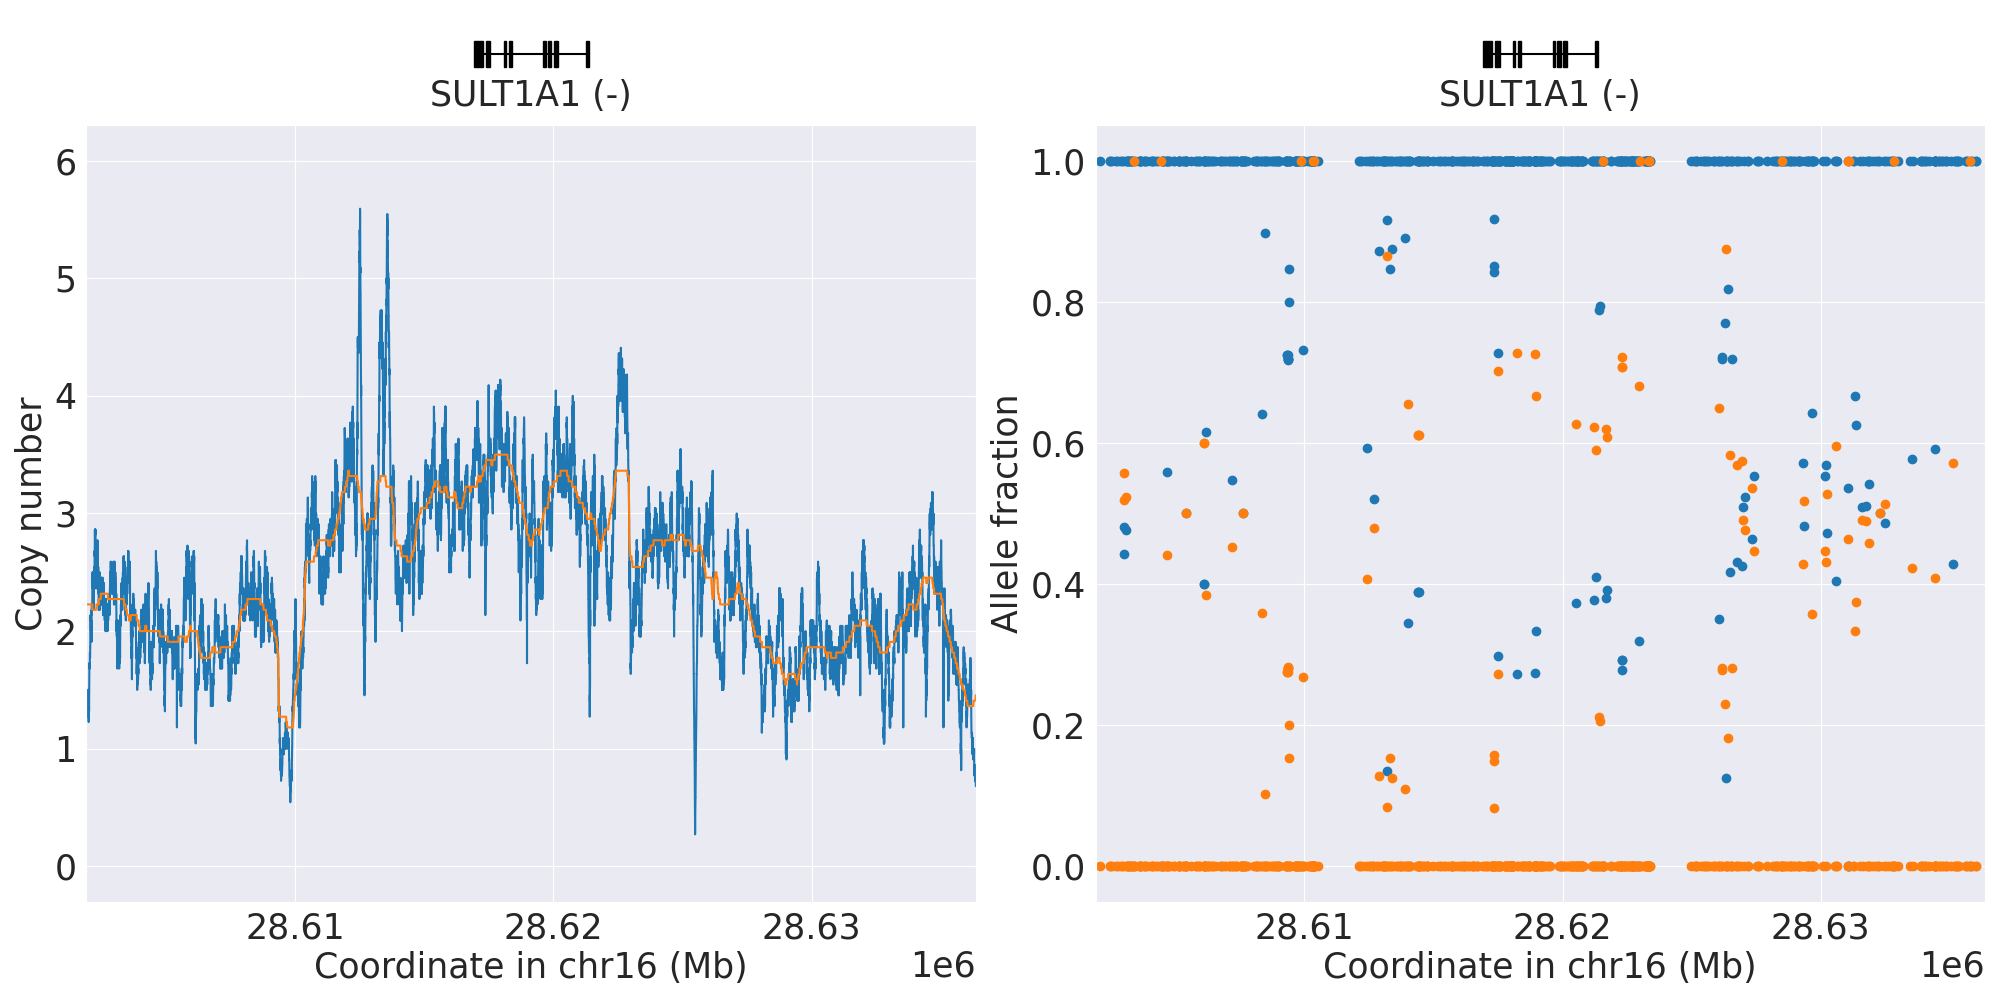 SULT1A1 (-)
Copy number
6
5
4
3
2
1
0
28.61
28.62
28.63
Coordinate in chr16 (Mb)
1e6
SULT1A1 (-)
Allele fraction
1.0
0.8
0.6
0.4
0.2
0.0
28.61
28.62
28.63
Coordinate in chr16 (Mb)
1e6